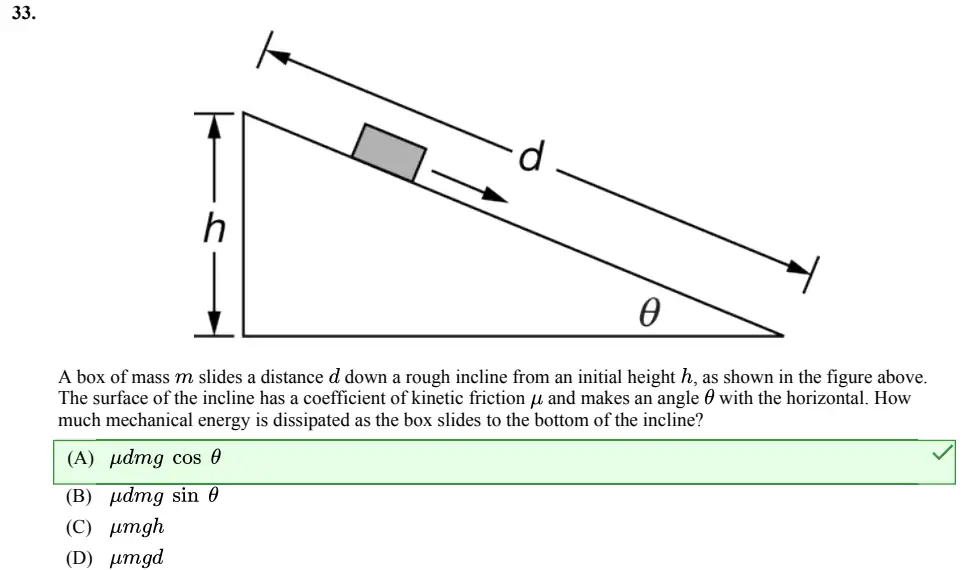 33.
d
h
θ
A box of mass m slides a distance d down a rough incline from an initial height h, as shown in the figure above.
The surface of the incline has a coefficient of kinetic friction μ and makes an angle θ with the horizontal. How
much mechanical energy is dissipated as the box slides to the bottom of the incline?
(A) μdmg cos θ
(B) μdmg sin θ
(C) μmgh
(D) μmgd